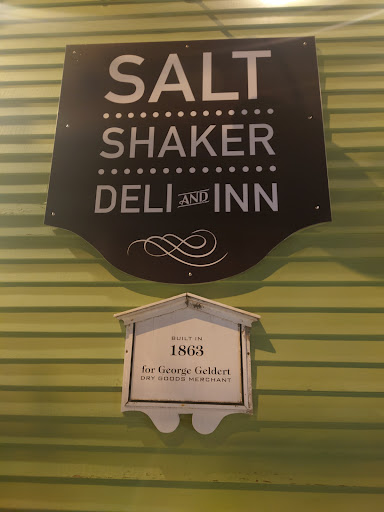 SALT
SHAKER
DELI AND INN
BUILT IN
1863
for George Geldert
DRY GOODS MERCHANT